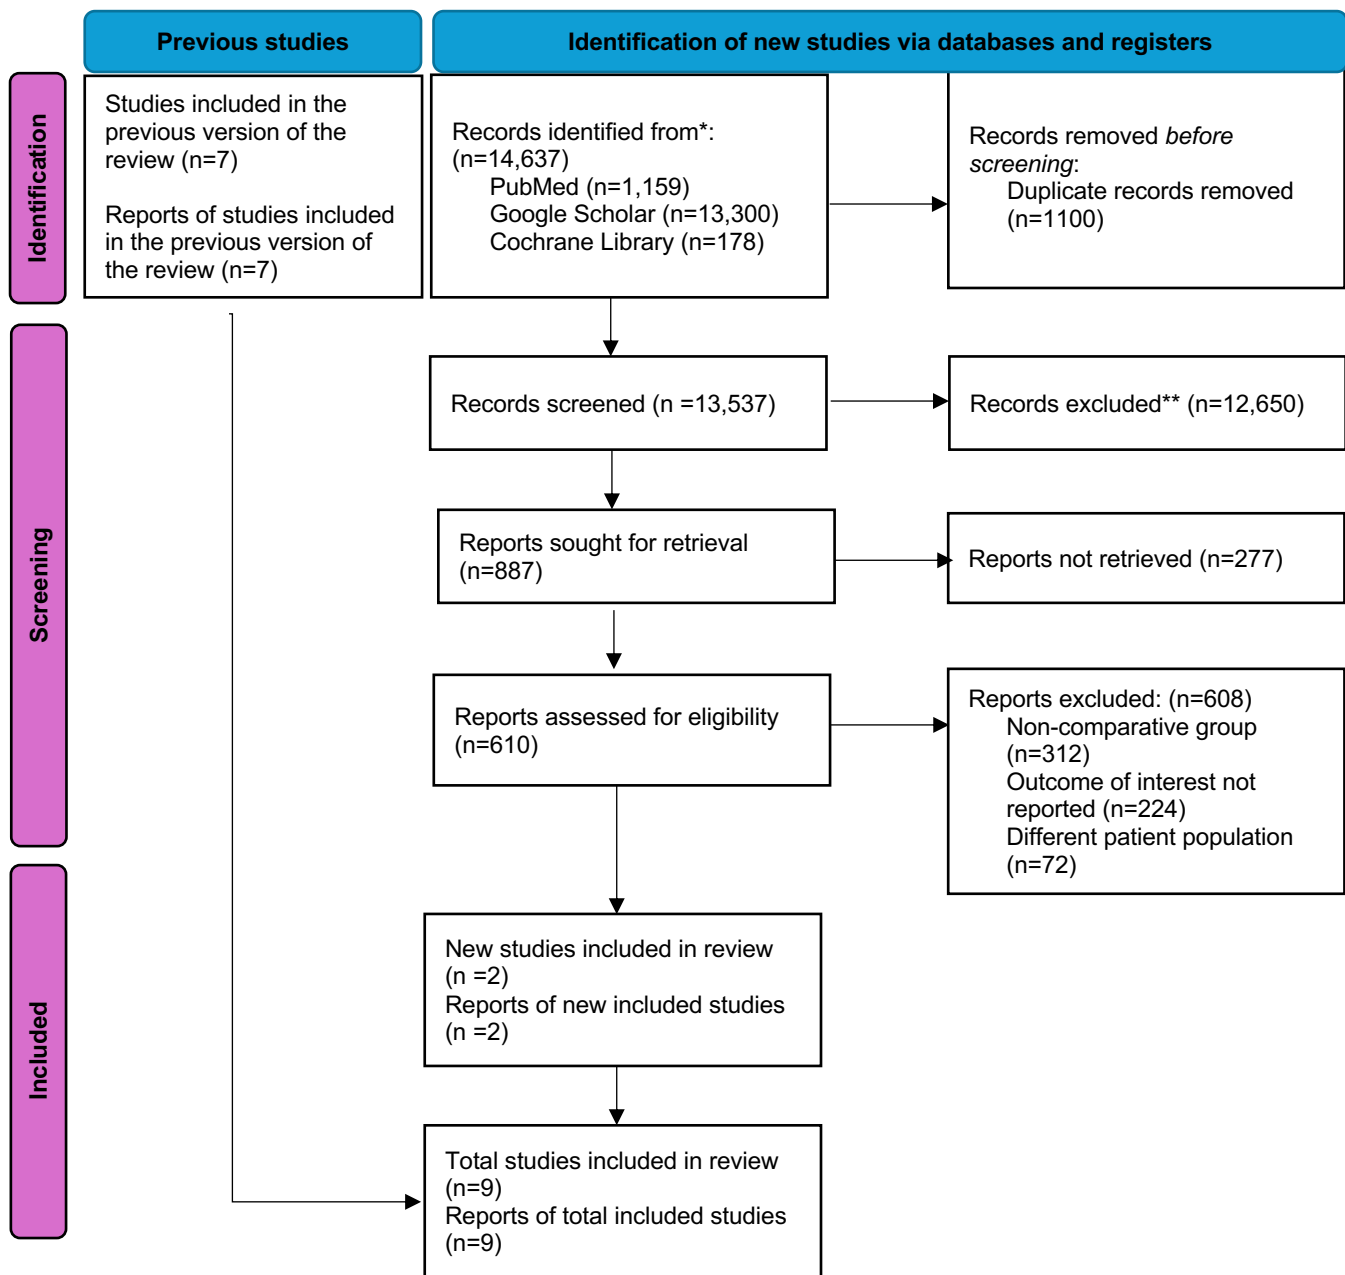 Previous studies
Identification of new studies via databases and registers
Identification
Studies included in the
previous version of the
review (n=7)
Reports of studies included
in the previous version of
the review (n=7)
Records identified from*:
(n=14,637)
PubMed (n=1,159)
Google Scholar (n=13,300)
Cochrane Library (n=178)
Records removed before
screening:
Duplicate records removed
(n=1100)
Screening
Records screened (n =13,537)
Records excluded** (n=12,650)
Reports sought for retrieval
(n=887)
Reports not retrieved (n=277)
Reports assessed for eligibility
(n=610)
Reports excluded: (n=608)
Non-comparative group
(n=312)
Outcome of interest not
reported (n=224)
Different patient population
(n=72)
Included
New studies included in review
(n =2)
Reports of new included studies
(n =2)
Total studies included in review
(n=9)
Reports of total included studies
(n=9)